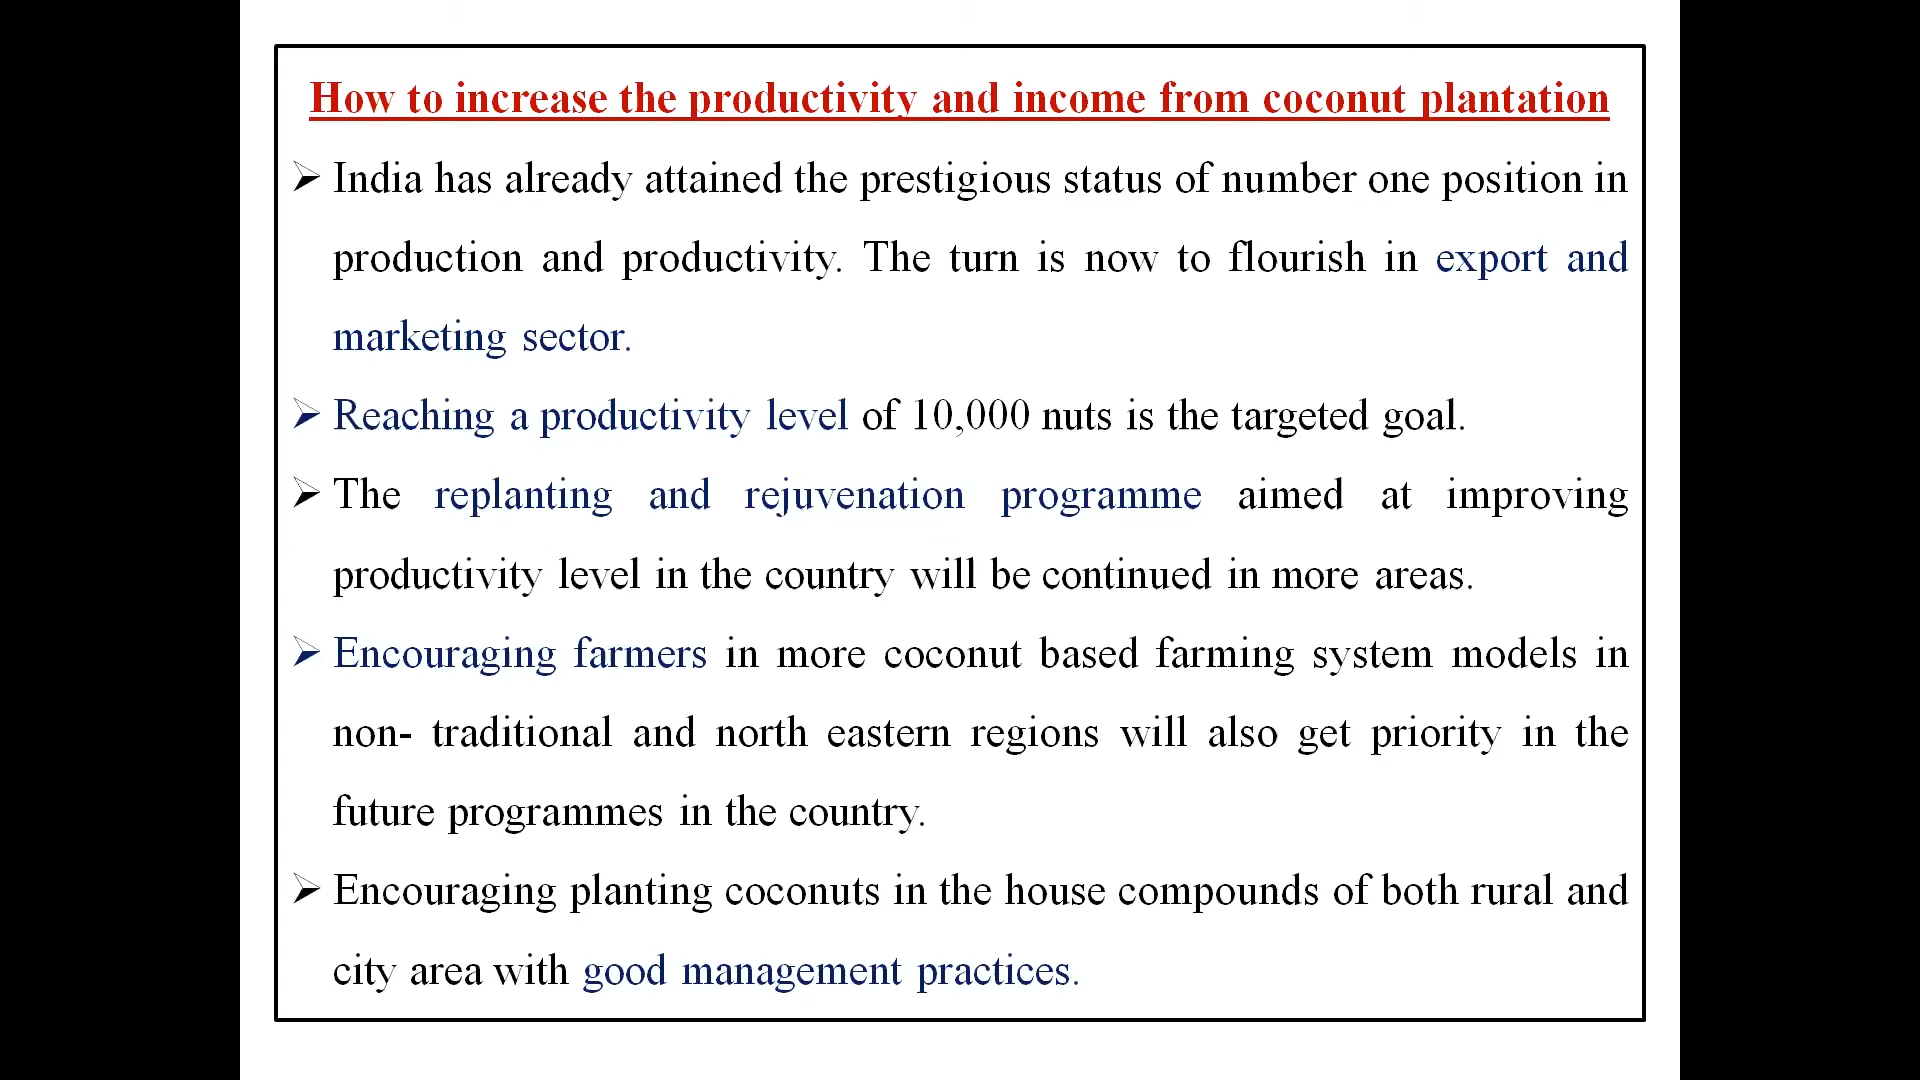 How to increase the productivity and income from coconut plantation
➢ India has already attained the prestigious status of number one position in
production and productivity. The turn is now to flourish in export and
marketing sector.
➢ Reaching a productivity level of 10,000 nuts is the targeted goal.
➢ The replanting and rejuvenation programme aimed at improving
productivity level in the country will be continued in more areas.
➢ Encouraging farmers in more coconut based farming system models in
non- traditional and north eastern regions will also get priority in the
future programmes in the country.
➢ Encouraging planting coconuts in the house compounds of both rural and
city area with good management practices.